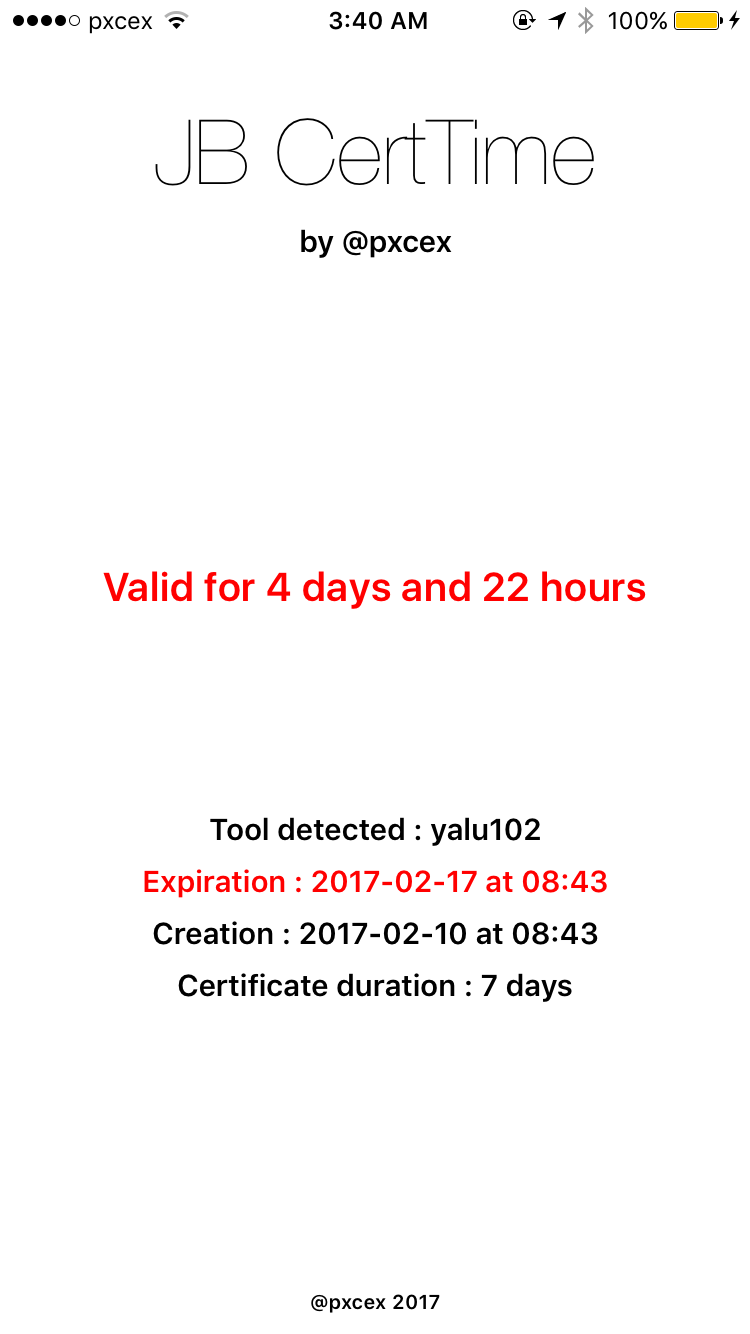 pxcex 3:40 AM 100%
JB CertTime
by @pxcex
Valid for 4 days and 22 hours
Tool detected : yalu102
Expiration : 2017-02-17 at 08:43
Creation : 2017-02-10 at 08:43
Certificate duration : 7 days
@pxcex 2017